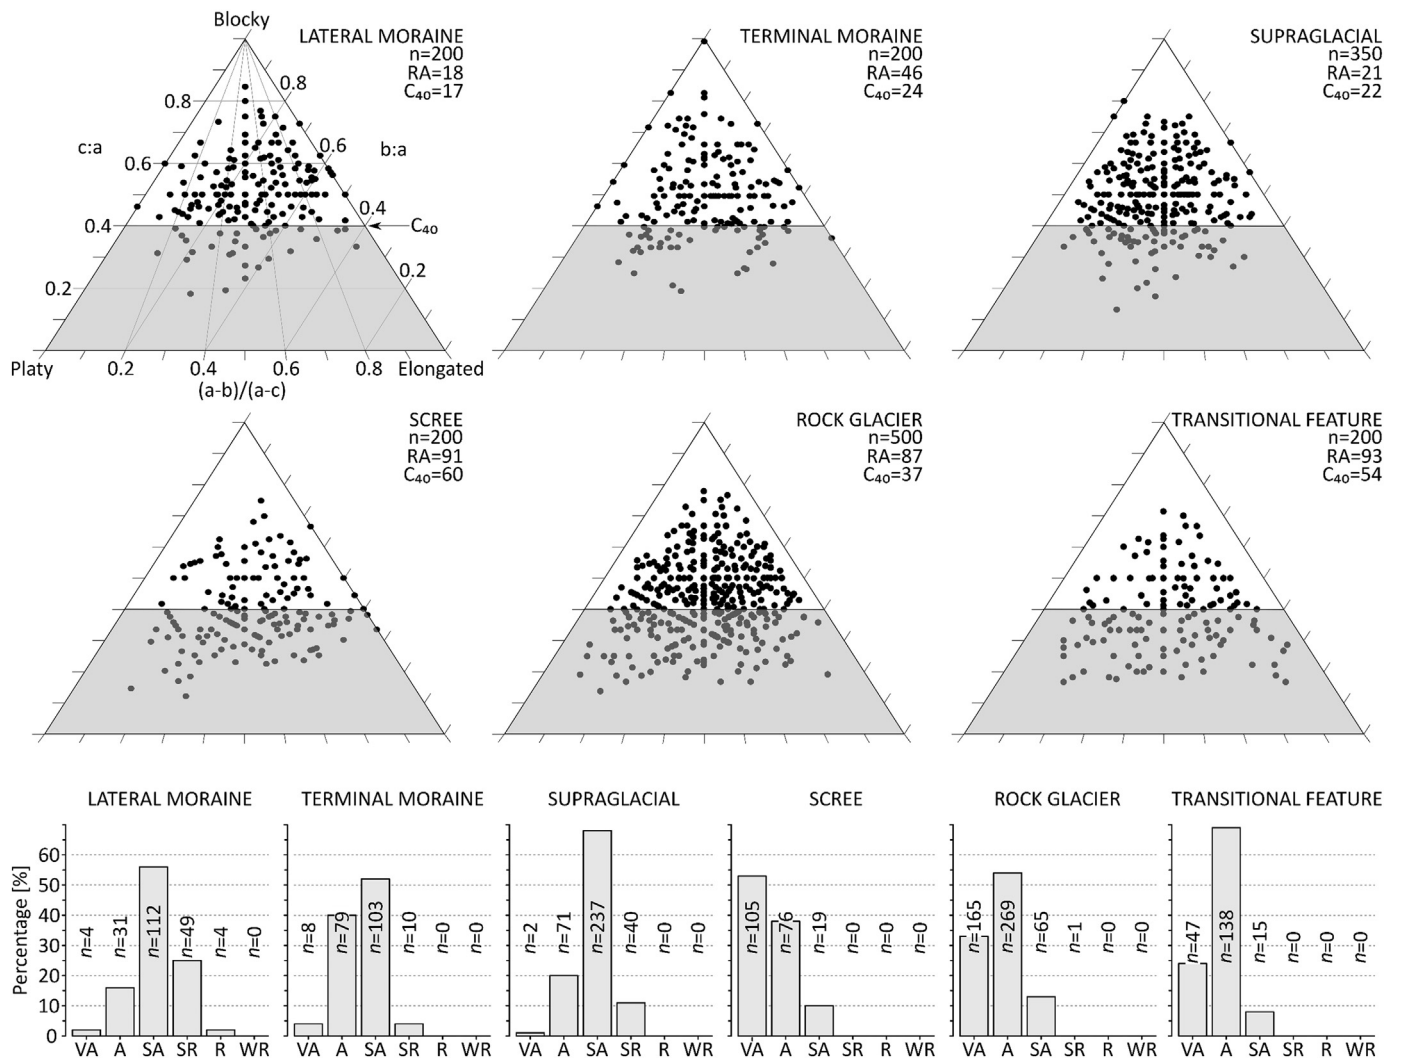 Blocky
LATERAL MORAINE
n=200
RA=18
C₄₀=17
TERMINAL MORAINE
n=200
RA=46
C₄₀=24
SUPRAGLACIAL
n=350
RA=21
C₄₀=22
0.8
0.8
c:a
0.6
0.6
b:a
0.4
0.4
C₄₀
0.2
0.2
Platy
0.2
0.4
0.6
0.8
Elongated
(a-b)/(a-c)
SCREE
n=200
RA=91
C₄₀=60
ROCK GLACIER
n=500
RA=87
C₄₀=37
TRANSITIONAL FEATURE
n=200
RA=93
C₄₀=54
LATERAL MORAINE
TERMINAL MORAINE
SUPRAGLACIAL
SCREE
ROCK GLACIER
TRANSITIONAL FEATURE
Percentage [%]
60
50
40
30
20
10
0
n=4 n=31 n=112 n=49 n=4 n=0
n=8 n=79 n=103 n=10 n=0 n=0
n=2 n=71 n=237 n=40 n=0 n=0
n=105 n=76 n=19 n=0 n=0 n=0
n=165 n=269 n=65 n=1 n=0 n=0
n=47 n=138 n=15 n=0 n=0 n=0
VA A SA SR R WR
VA A SA SR R WR
VA A SA SR R WR
VA A SA SR R WR
VA A SA SR R WR
VA A SA SR R WR